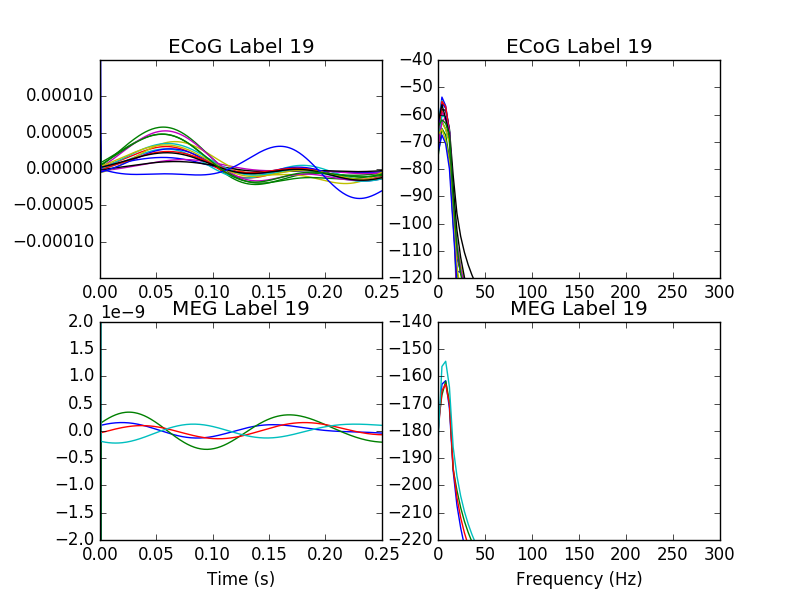 ECoG Label 19
0.00010
0.00005
0.00000
−0.00005
−0.00010
0.00 0.05 0.10 0.15 0.20 0.25
ECoG Label 19
−40
−50
−60
−70
−80
−90
−100
−110
−120
0 50 100 150 200 250 300
1e−9
MEG Label 19
2.0
1.5
1.0
0.5
0.0
−0.5
−1.0
−1.5
−2.0
0.00 0.05 0.10 0.15 0.20 0.25
Time (s)
MEG Label 19
−140
−150
−160
−170
−180
−190
−200
−210
−220
0 50 100 150 200 250 300
Frequency (Hz)